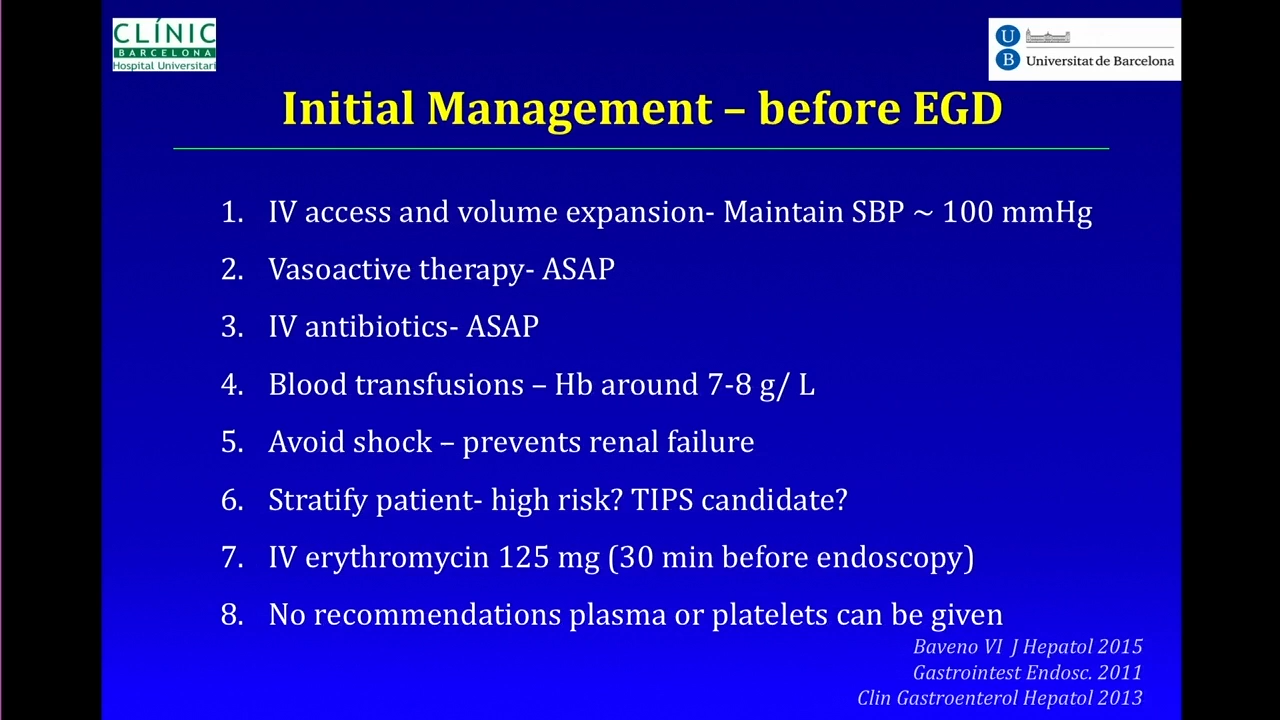 CLÍNIC
BARCELONA
Hospital Universitari
UB
Universitat de Barcelona
Initial Management – before EGD
1. IV access and volume expansion- Maintain SBP ~ 100 mmHg
2. Vasoactive therapy- ASAP
3. IV antibiotics- ASAP
4. Blood transfusions – Hb around 7-8 g/ L
5. Avoid shock – prevents renal failure
6. Stratify patient- high risk? TIPS candidate?
7. IV erythromycin 125 mg (30 min before endoscopy)
8. No recommendations plasma or platelets can be given
Baveno VI J Hepatol 2015
Gastrointest Endosc. 2011
Clin Gastroenterol Hepatol 2013